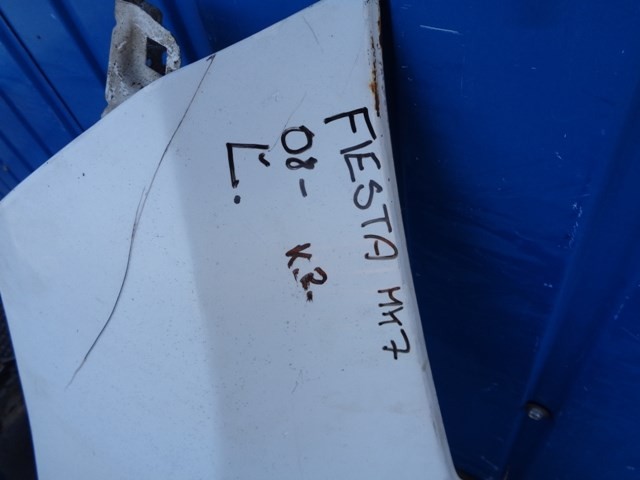 FIESTA MK7
08-
K.2-
L.